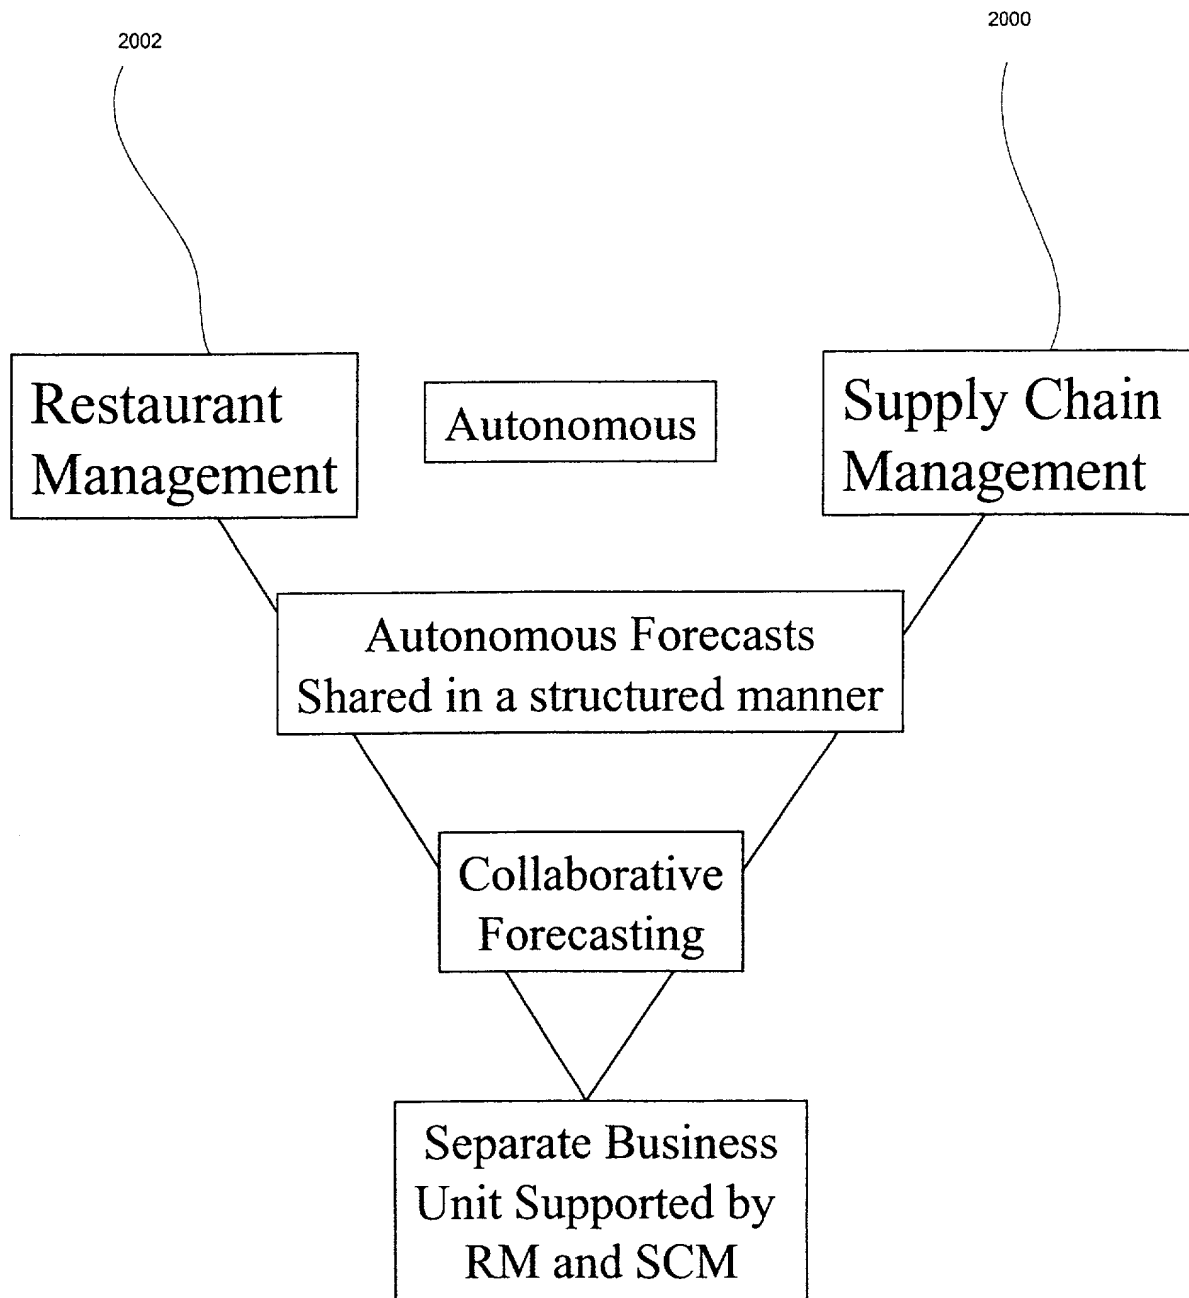 2002
2000
Restaurant
Management
Autonomous
Supply Chain
Management
Autonomous Forecasts
Shared in a structured manner
Collaborative
Forecasting
Separate Business
Unit Supported by
RM and SCM